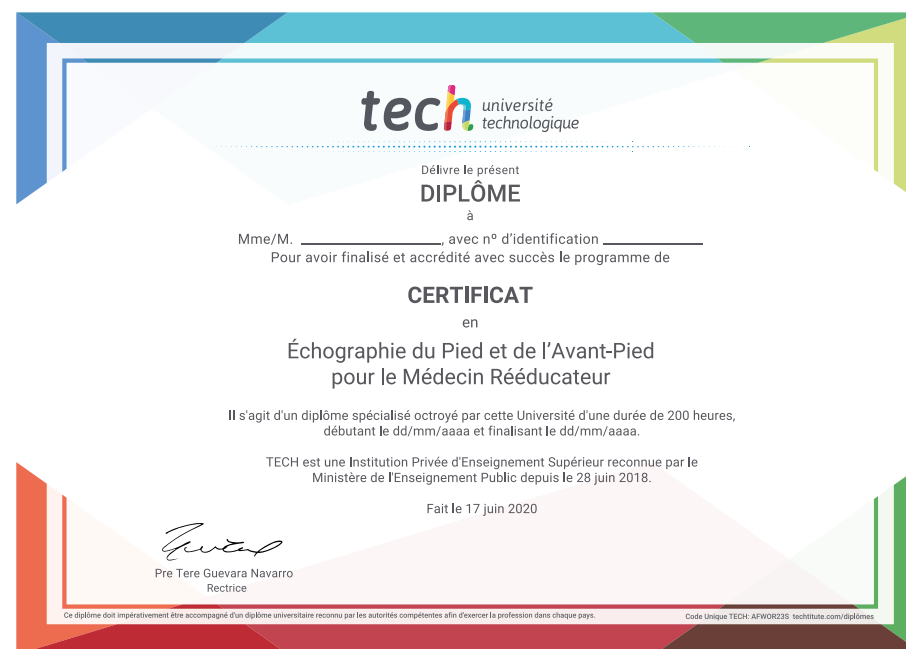 tech université
technologique
Délivre le présent
DIPLÔME
à
Mme/M. ____________________, avec nº d'identification ______________
Pour avoir finalisé et accrédité avec succès le programme de
CERTIFICAT
en
Échographie du Pied et de l'Avant-Pied
pour le Médecin Rééducateur
Il s'agit d'un diplôme spécialisé octroyé par cette Université d'une durée de 200 heures,
débutant le dd/mm/aaaa et finalisant le dd/mm/aaaa.
TECH est une Institution Privée d'Enseignement Supérieur reconnue par le
Ministère de l'Enseignement Public depuis le 28 juin 2018.
Fait le 17 juin 2020
Pre Tere Guevara Navarro
Rectrice
Ce diplôme doit impérativement être accompagné d'un diplôme universitaire reconnu par les autorités compétentes afin d'exercer la profession dans chaque pays.
Code Unique TECH: AFWOR23S techtitute.com/diplômes